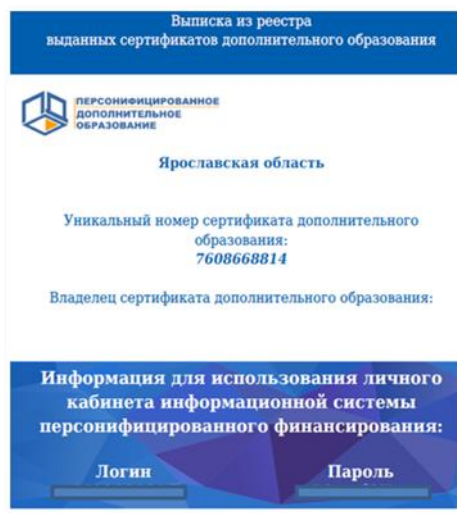 Выписка из реестра
выданных сертификатов дополнительного образования
ПЕРСОНИФИЦИРОВАННОЕ
ДОПОЛНИТЕЛЬНОЕ
ОБРАЗОВАНИЕ
Ярославская область
Уникальный номер сертификата дополнительного
образования:
7608668814
Владелец сертификата дополнительного образования:
Информация для использования личного
кабинета информационной системы
персонифицированного финансирования:
Логин Пароль